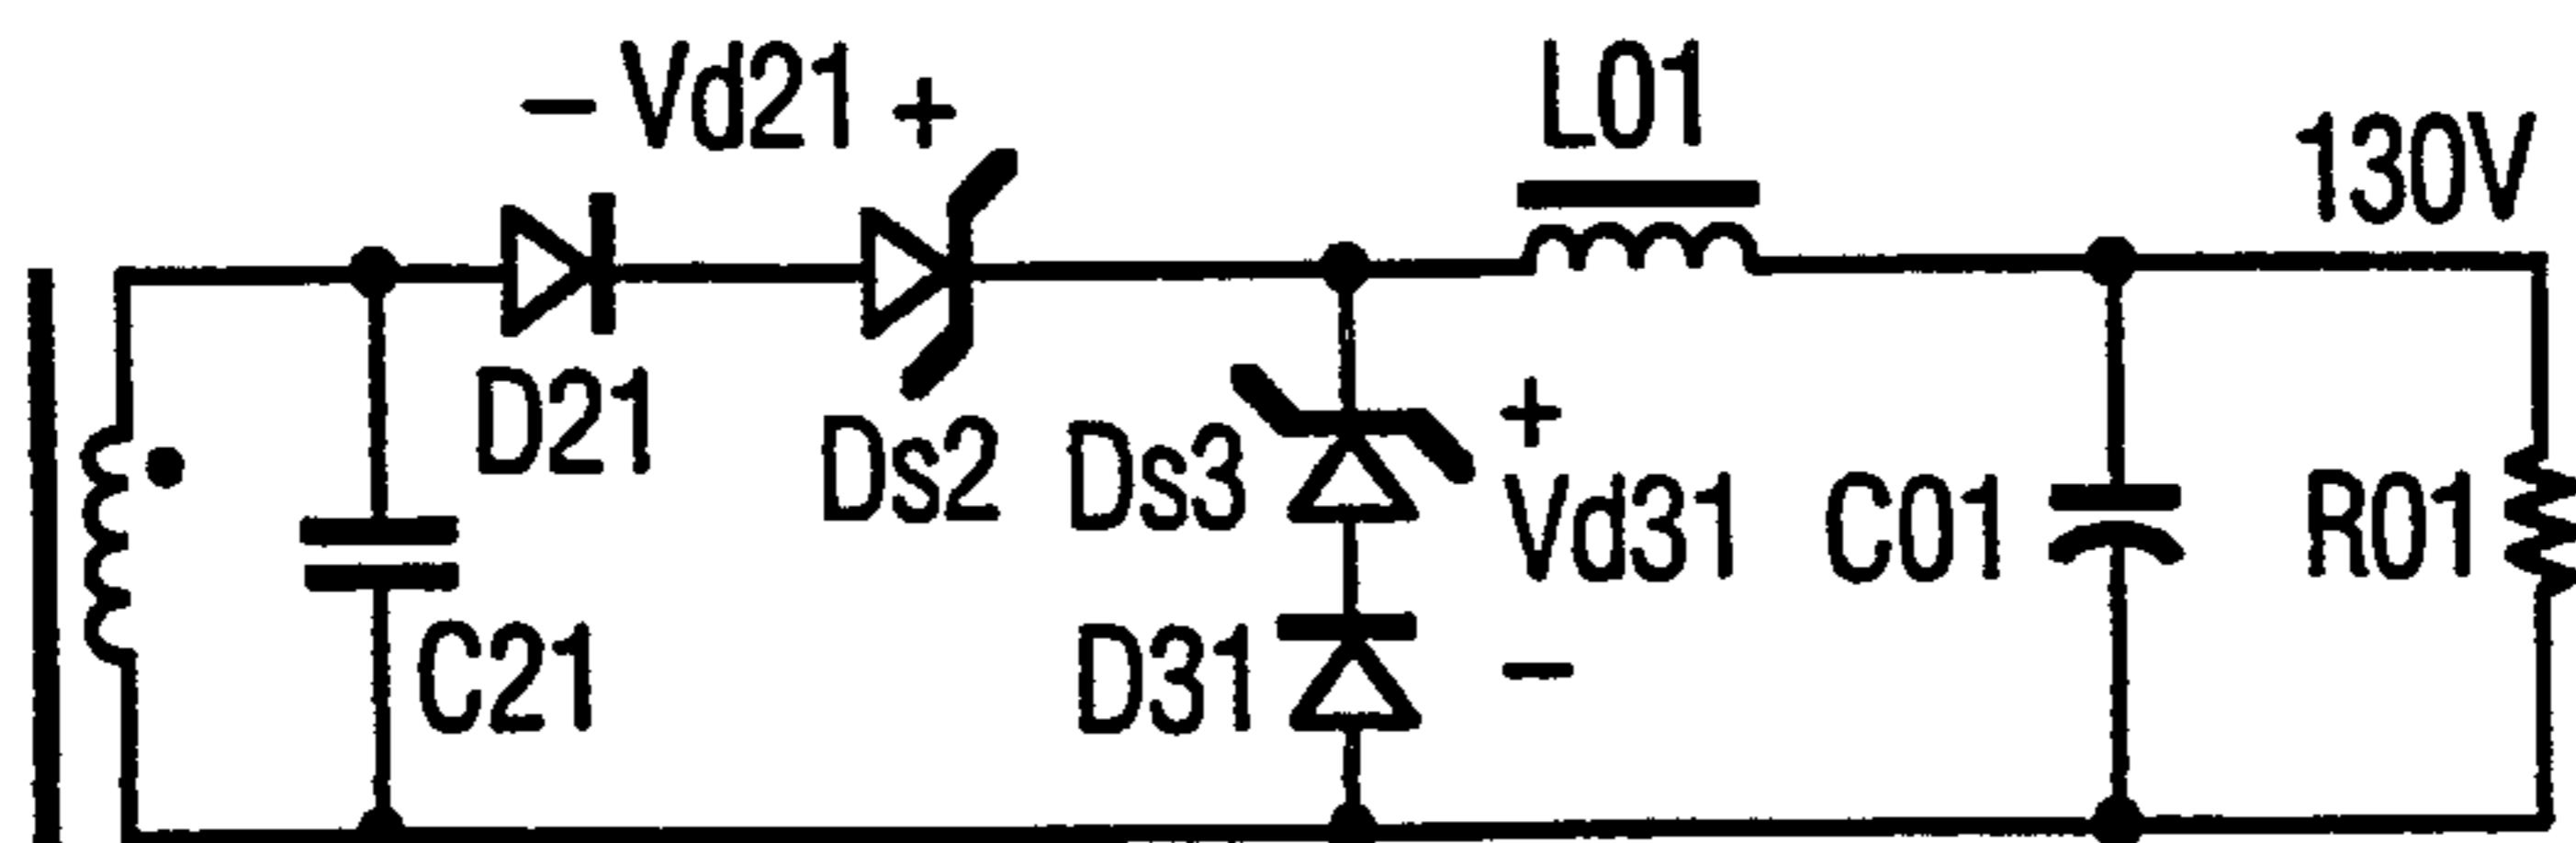 – Vd21 +
L01
130V
D21
Ds2
Ds3
+
Vd31
–
C01
R01
C21
D31